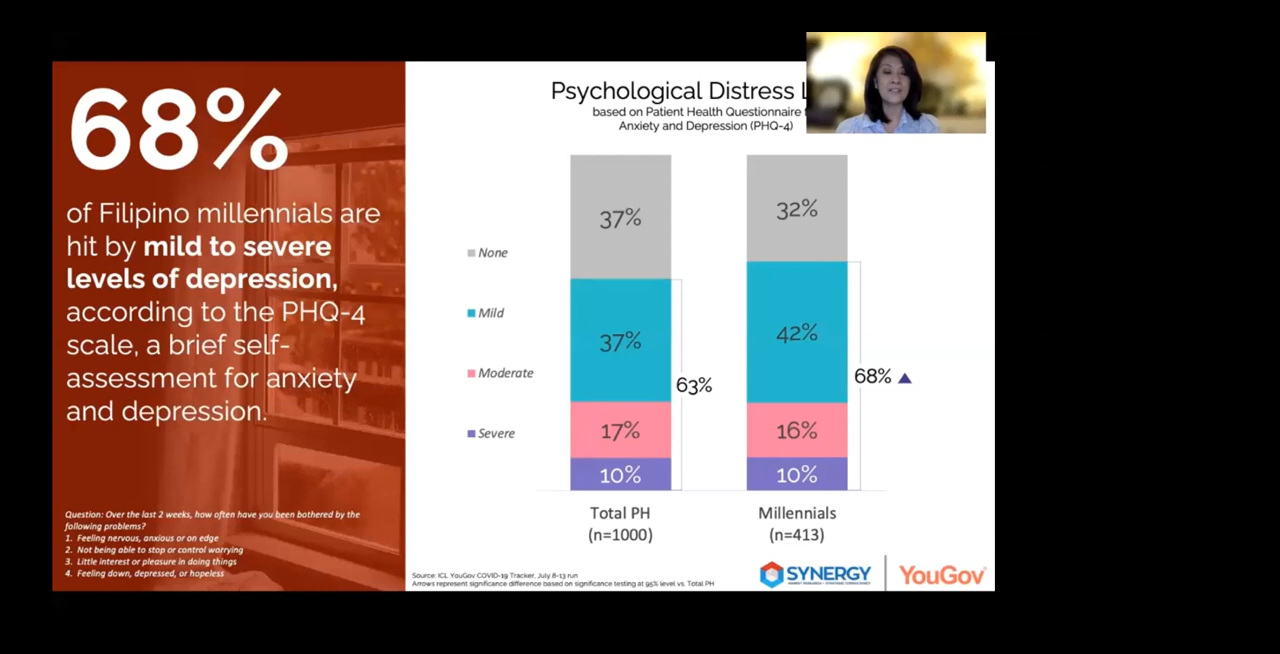 68%
of Filipino millennials are
hit by mild to severe
levels of depression,
according to the PHQ-4
scale, a brief self-
assessment for anxiety
and depression.
Question: Over the last 2 weeks, how often have you been bothered by the
following problems?
1. Feeling nervous, anxious or on edge
2. Not being able to stop or control worrying
3. Little interest or pleasure in doing things
4. Feeling down, depressed, or hopeless
Psychological Distress L
based on Patient Health Questionnaire
Anxiety and Depression (PHQ-4)
None
Mild
Moderate
Severe
37%
37%
17%
10%
63%
Total PH
(n=1000)
32%
42%
16%
10%
68%
Millennials
(n=413)
Source: ICL YouGov COVID-19 Tracker, July 8-13 run
Arrows represent significance difference based on significance testing at 95% level vs. Total PH
SYNERGY
MARKET RESEARCH + STRATEGIC CONSULTANCY
YouGov